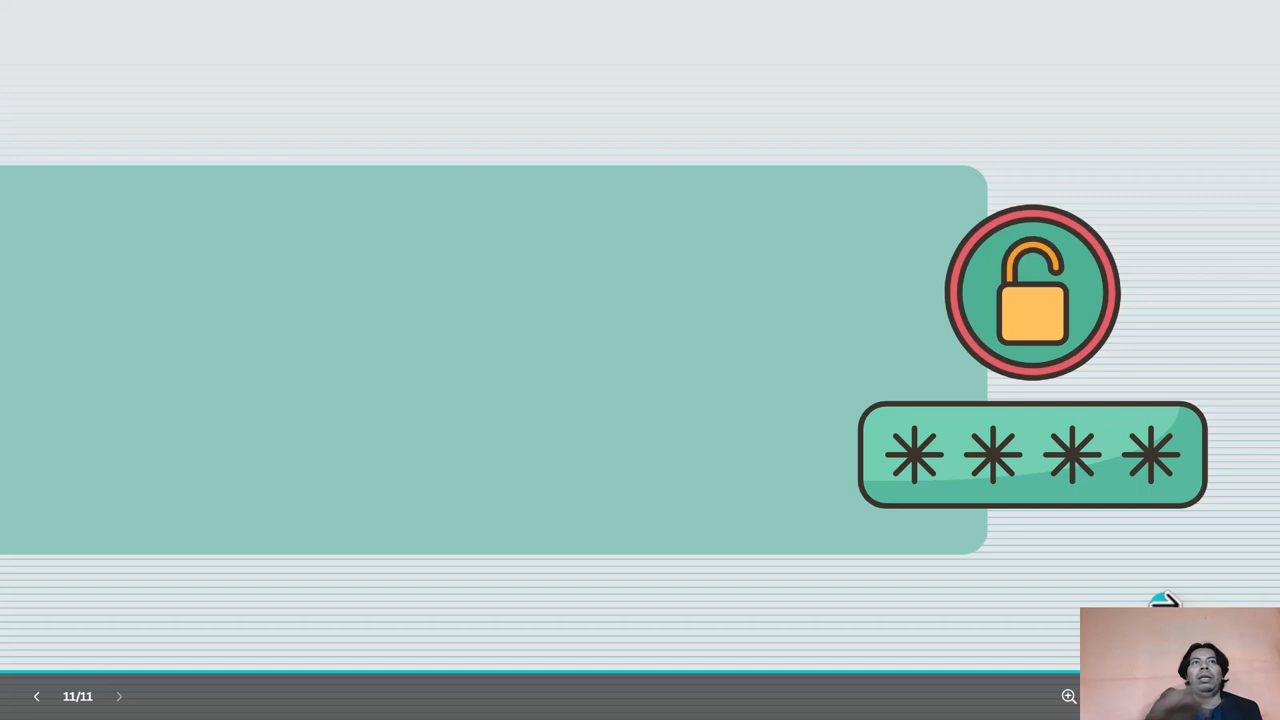 ✳ ✳ ✳ ✳
11/11